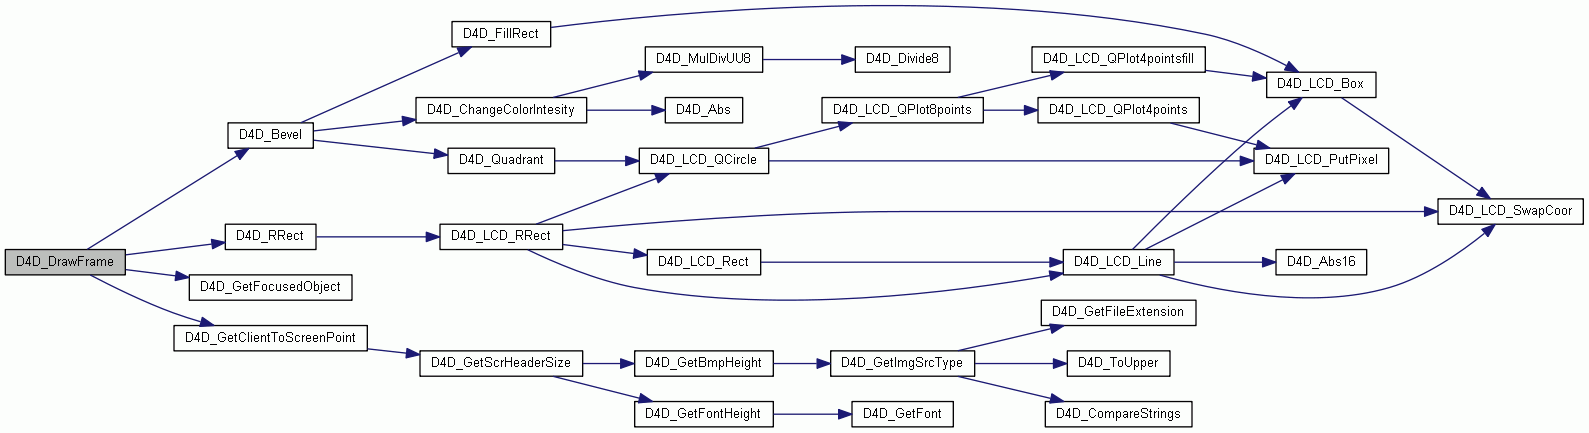 D4D_FillRect
D4D_MulDivUU8
D4D_Divide8
D4D_LCD_QPlot4pointsfill
D4D_LCD_Box
D4D_ChangeColorIntesity
D4D_Abs
D4D_LCD_QPlot8points
D4D_LCD_QPlot4points
D4D_Bevel
D4D_Quadrant
D4D_LCD_QCircle
D4D_LCD_PutPixel
D4D_LCD_SwapCoor
D4D_RRect
D4D_LCD_RRect
D4D_DrawFrame
D4D_LCD_Rect
D4D_LCD_Line
D4D_Abs16
D4D_GetFocusedObject
D4D_GetFileExtension
D4D_GetClientToScreenPoint
D4D_GetScrHeaderSize
D4D_GetBmpHeight
D4D_GetImgSrcType
D4D_ToUpper
D4D_GetFontHeight
D4D_GetFont
D4D_CompareStrings